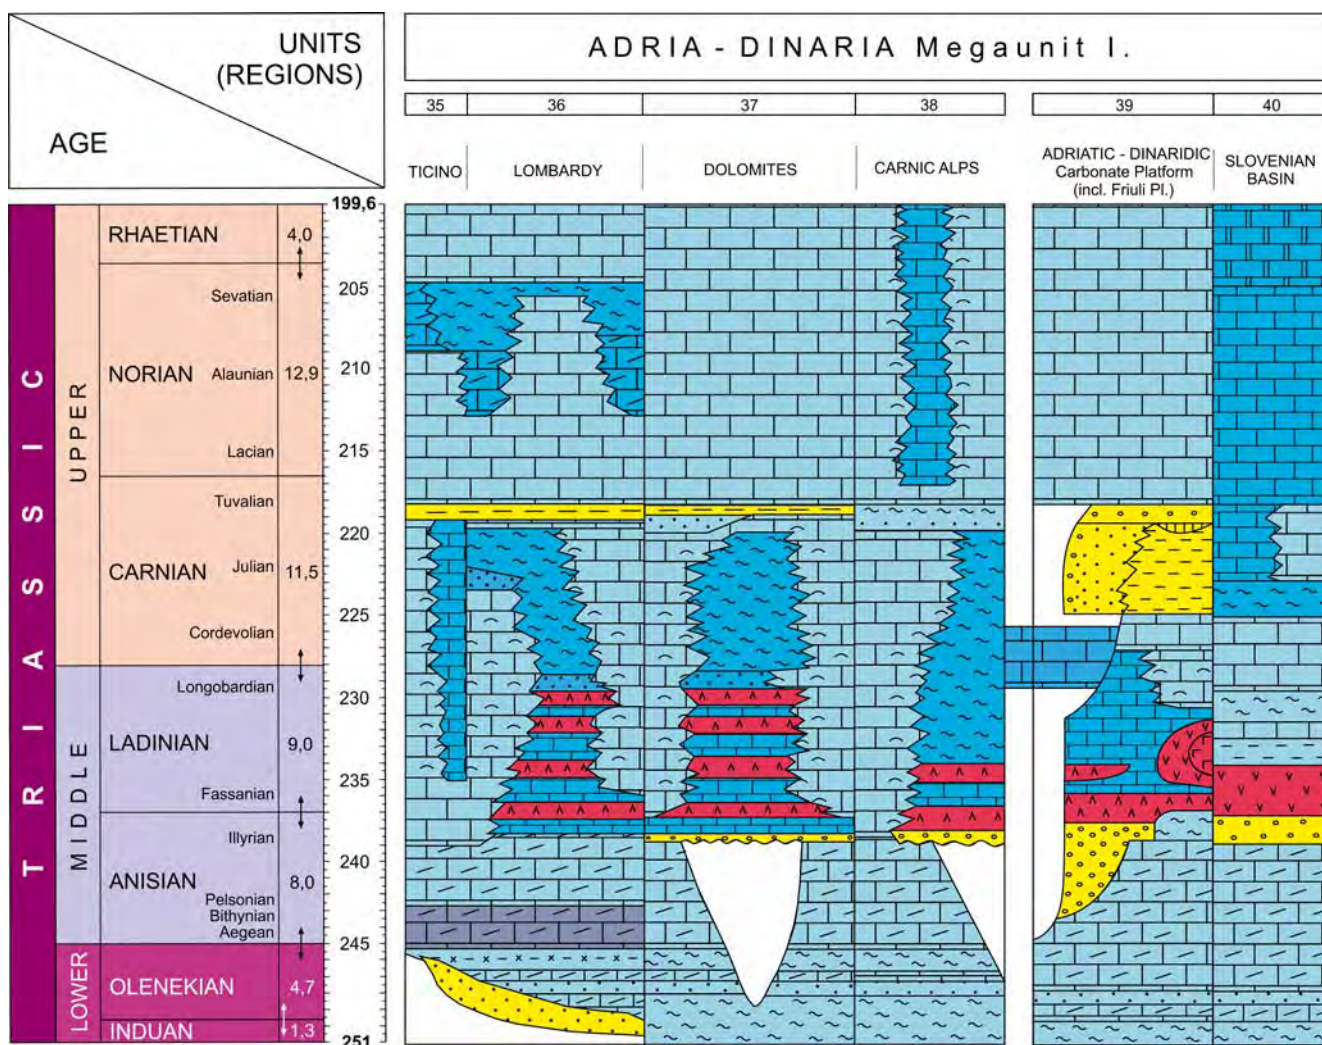 UNITS
(REGIONS)
AGE
ADRIA - DINARIA Megaunit I.
35
36
37
38
39
40
TICINO
LOMBARDY
DOLOMITES
CARNIC ALPS
ADRIATIC - DINARIDIC
Carbonate Platform
(incl. Friuli Pl.)
SLOVENIAN
BASIN
TRIASSIC
UPPER
MIDDLE
LOWER
199,6
RHAETIAN
4,0
Sevatian
205
NORIAN
Alaunian
12,9
210
Lacian
215
Tuvalian
220
CARNIAN
Julian
11,5
225
Cordevolian
Longobardian
230
LADINIAN
9,0
235
Fassanian
Illyrian
240
ANISIAN
8,0
Pelsonian
Bithynian
Aegean
245
OLENEKIAN
4,7
INDUAN
1,3
251